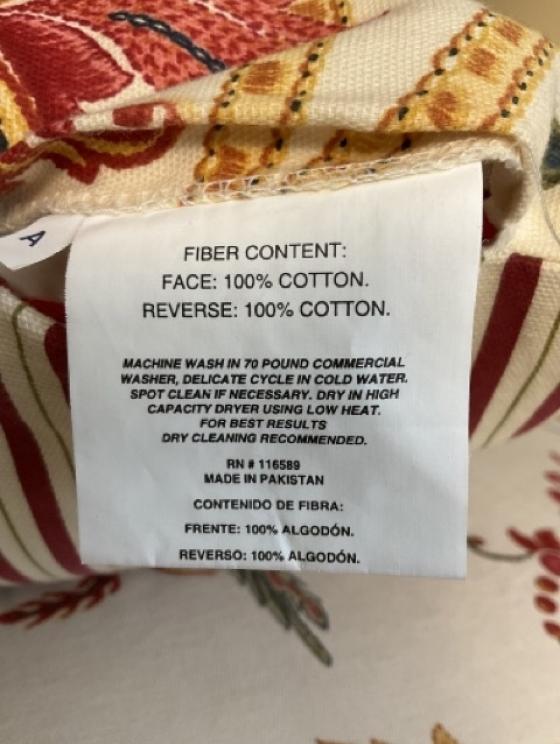 A
FIBER CONTENT:
FACE: 100% COTTON.
REVERSE: 100% COTTON.
MACHINE WASH IN 70 POUND COMMERCIAL
WASHER, DELICATE CYCLE IN COLD WATER.
SPOT CLEAN IF NECESSARY. DRY IN HIGH
CAPACITY DRYER USING LOW HEAT.
FOR BEST RESULTS
DRY CLEANING RECOMMENDED.
RN # 116589
MADE IN PAKISTAN
CONTENIDO DE FIBRA:
FRENTE: 100% ALGODÓN.
REVERSO: 100% ALGODÓN.